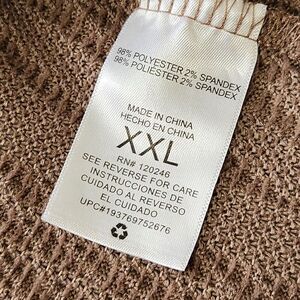 98% POLYESTER 2% SPANDEX
98% POLIÉSTER 2% SPANDEX
MADE IN CHINA
HECHO EN CHINA
XXL
RN# 120246
SEE REVERSE FOR CARE
INSTRUCCIONES DE
CUIDADO AL REVERSO
EL CUIDADO
UPC#193769752676